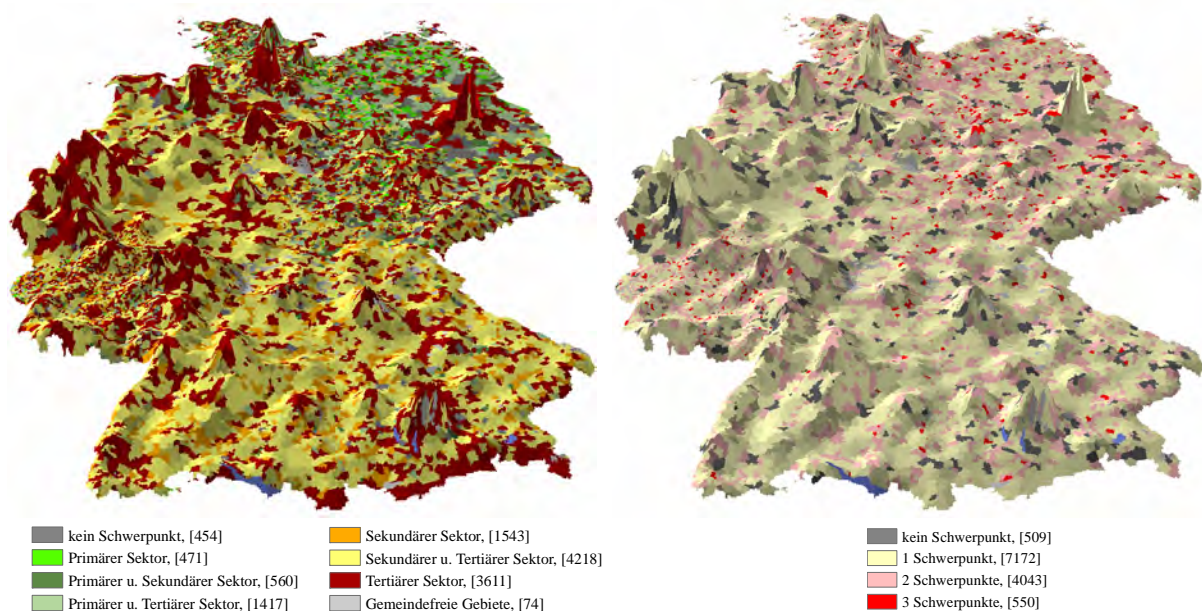 kein Schwerpunkt, [454]
Primärer Sektor, [471]
Primärer u. Sekundärer Sektor, [560]
Primärer u. Tertiärer Sektor, [1417]
Sekundärer Sektor, [1543]
Sekundärer u. Tertiärer Sektor, [4218]
Tertiärer Sektor, [3611]
Gemeindefreie Gebiete, [74]
kein Schwerpunkt, [509]
1 Schwerpunkt, [7172]
2 Schwerpunkte, [4043]
3 Schwerpunkte, [550]